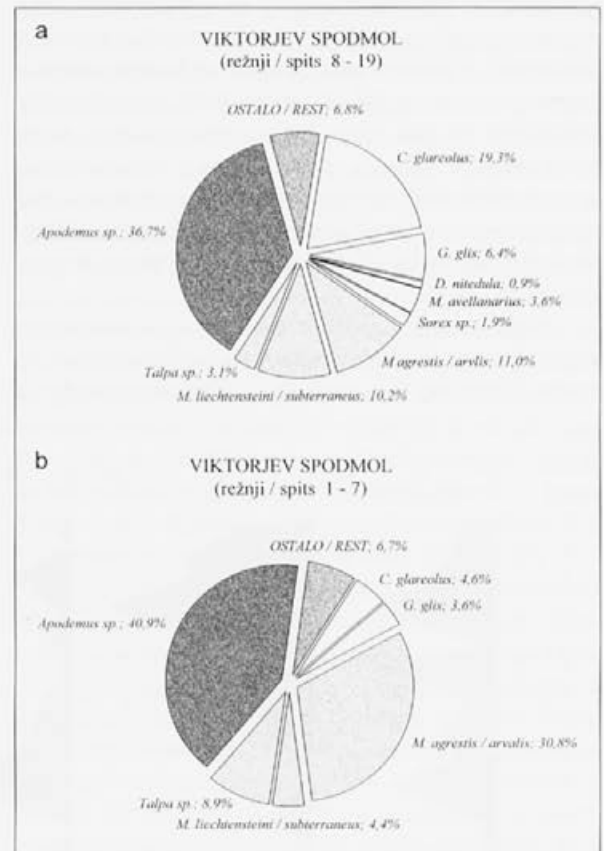 a
VIKTORJEV SPODMOL
(režnji / spits 8 - 19)
OSTALO / REST; 6,8%
C. glareolus; 19,3%
Apodemus sp.; 36,7%
G. glis; 6,4%
D. nitedula; 0,9%
M. avellanarius; 3,6%
Sorex sp.; 1,9%
M agrestis / arvlis; 11,0%
Talpa sp.; 3,1%
M. liechtensteini / subterraneus; 10,2%
b
VIKTORJEV SPODMOL
(režnji / spits 1 - 7)
OSTALO / REST; 6,7%
C. glareolus; 4,6%
G. glis; 3,6%
Apodemus sp.; 40,9%
M. agrestis / arvalis; 30,8%
Talpa sp.; 8,9%
M. liechtensteini / subterraneus; 4,4%